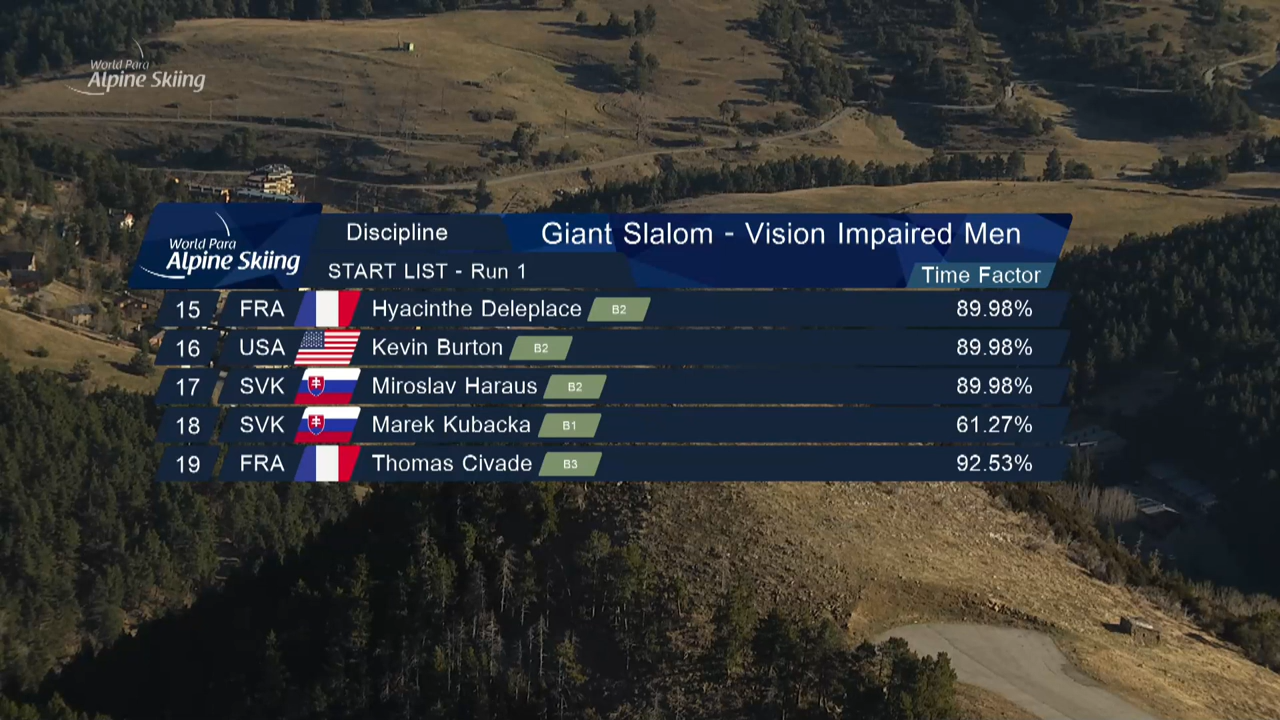 World Para
Alpine Skiing
World Para
Alpine Skiing
Discipline Giant Slalom - Vision Impaired Men
START LIST - Run 1 Time Factor
15 FRA Hyacinthe Deleplace B2 89.98%
16 USA Kevin Burton B2 89.98%
17 SVK Miroslav Haraus B2 89.98%
18 SVK Marek Kubacka B1 61.27%
19 FRA Thomas Civade B3 92.53%